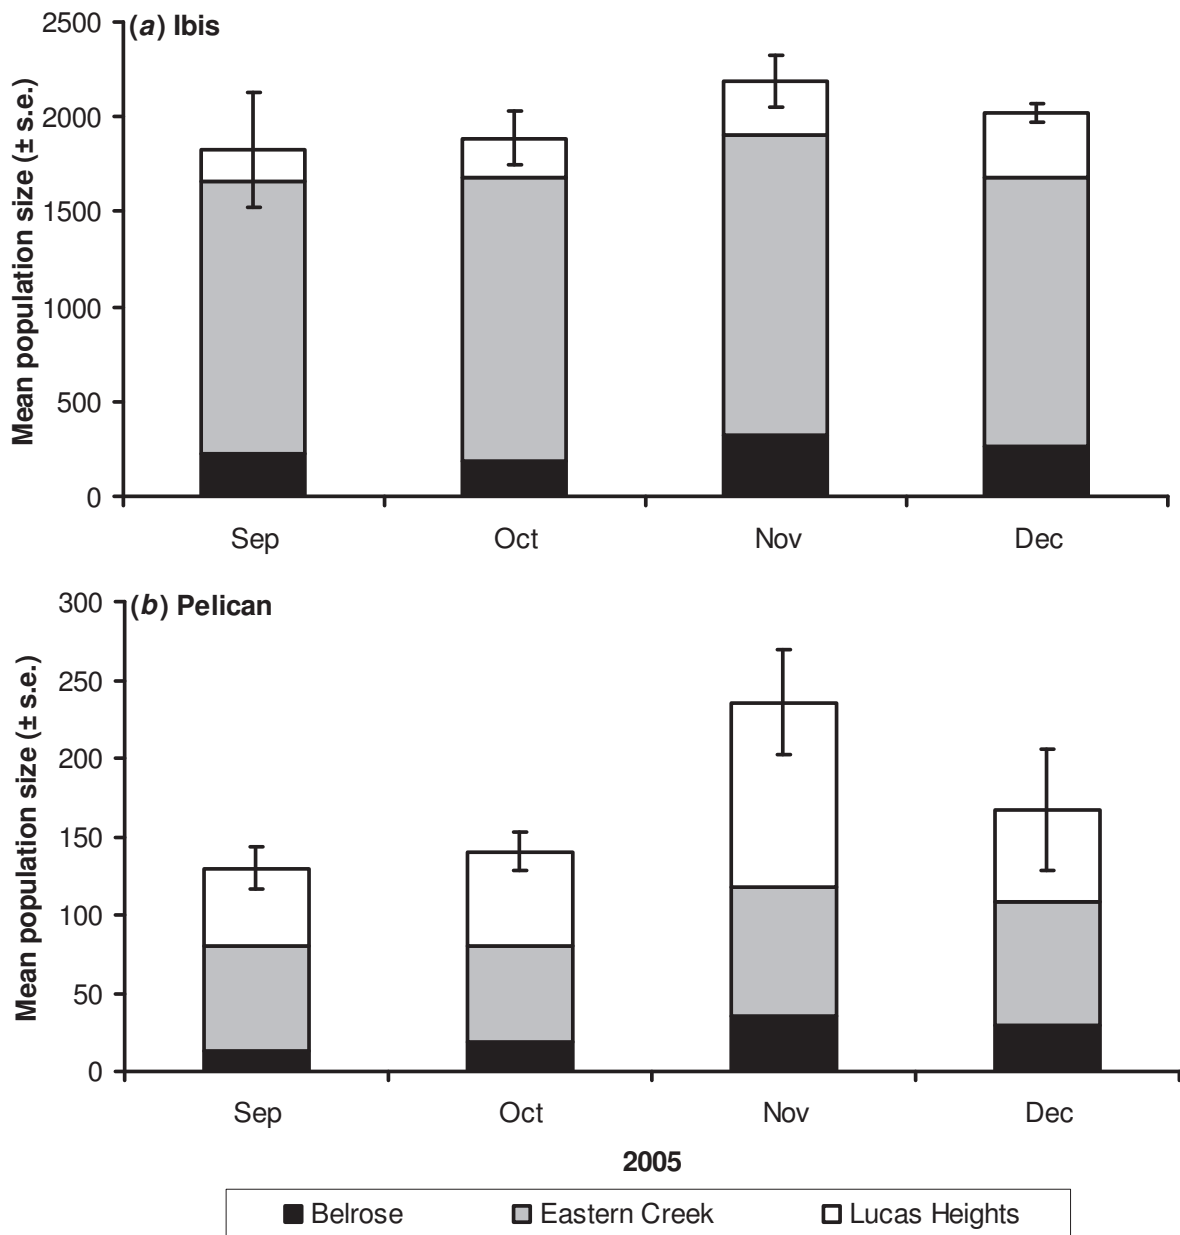 (a) Ibis
Mean population size (± s.e.)
2500
2000
1500
1000
500
0
Sep Oct Nov Dec
(b) Pelican
Mean population size (± s.e.)
300
250
200
150
100
50
0
Sep Oct Nov Dec
2005
Belrose Eastern Creek Lucas Heights